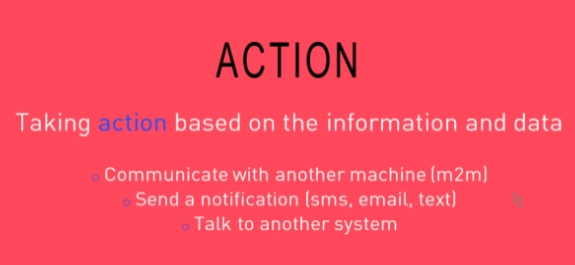 ACTION
Taking action based on the information and data
Communicate with another machine (m2m)
Send a notification (sms, email, text)
Talk to another system